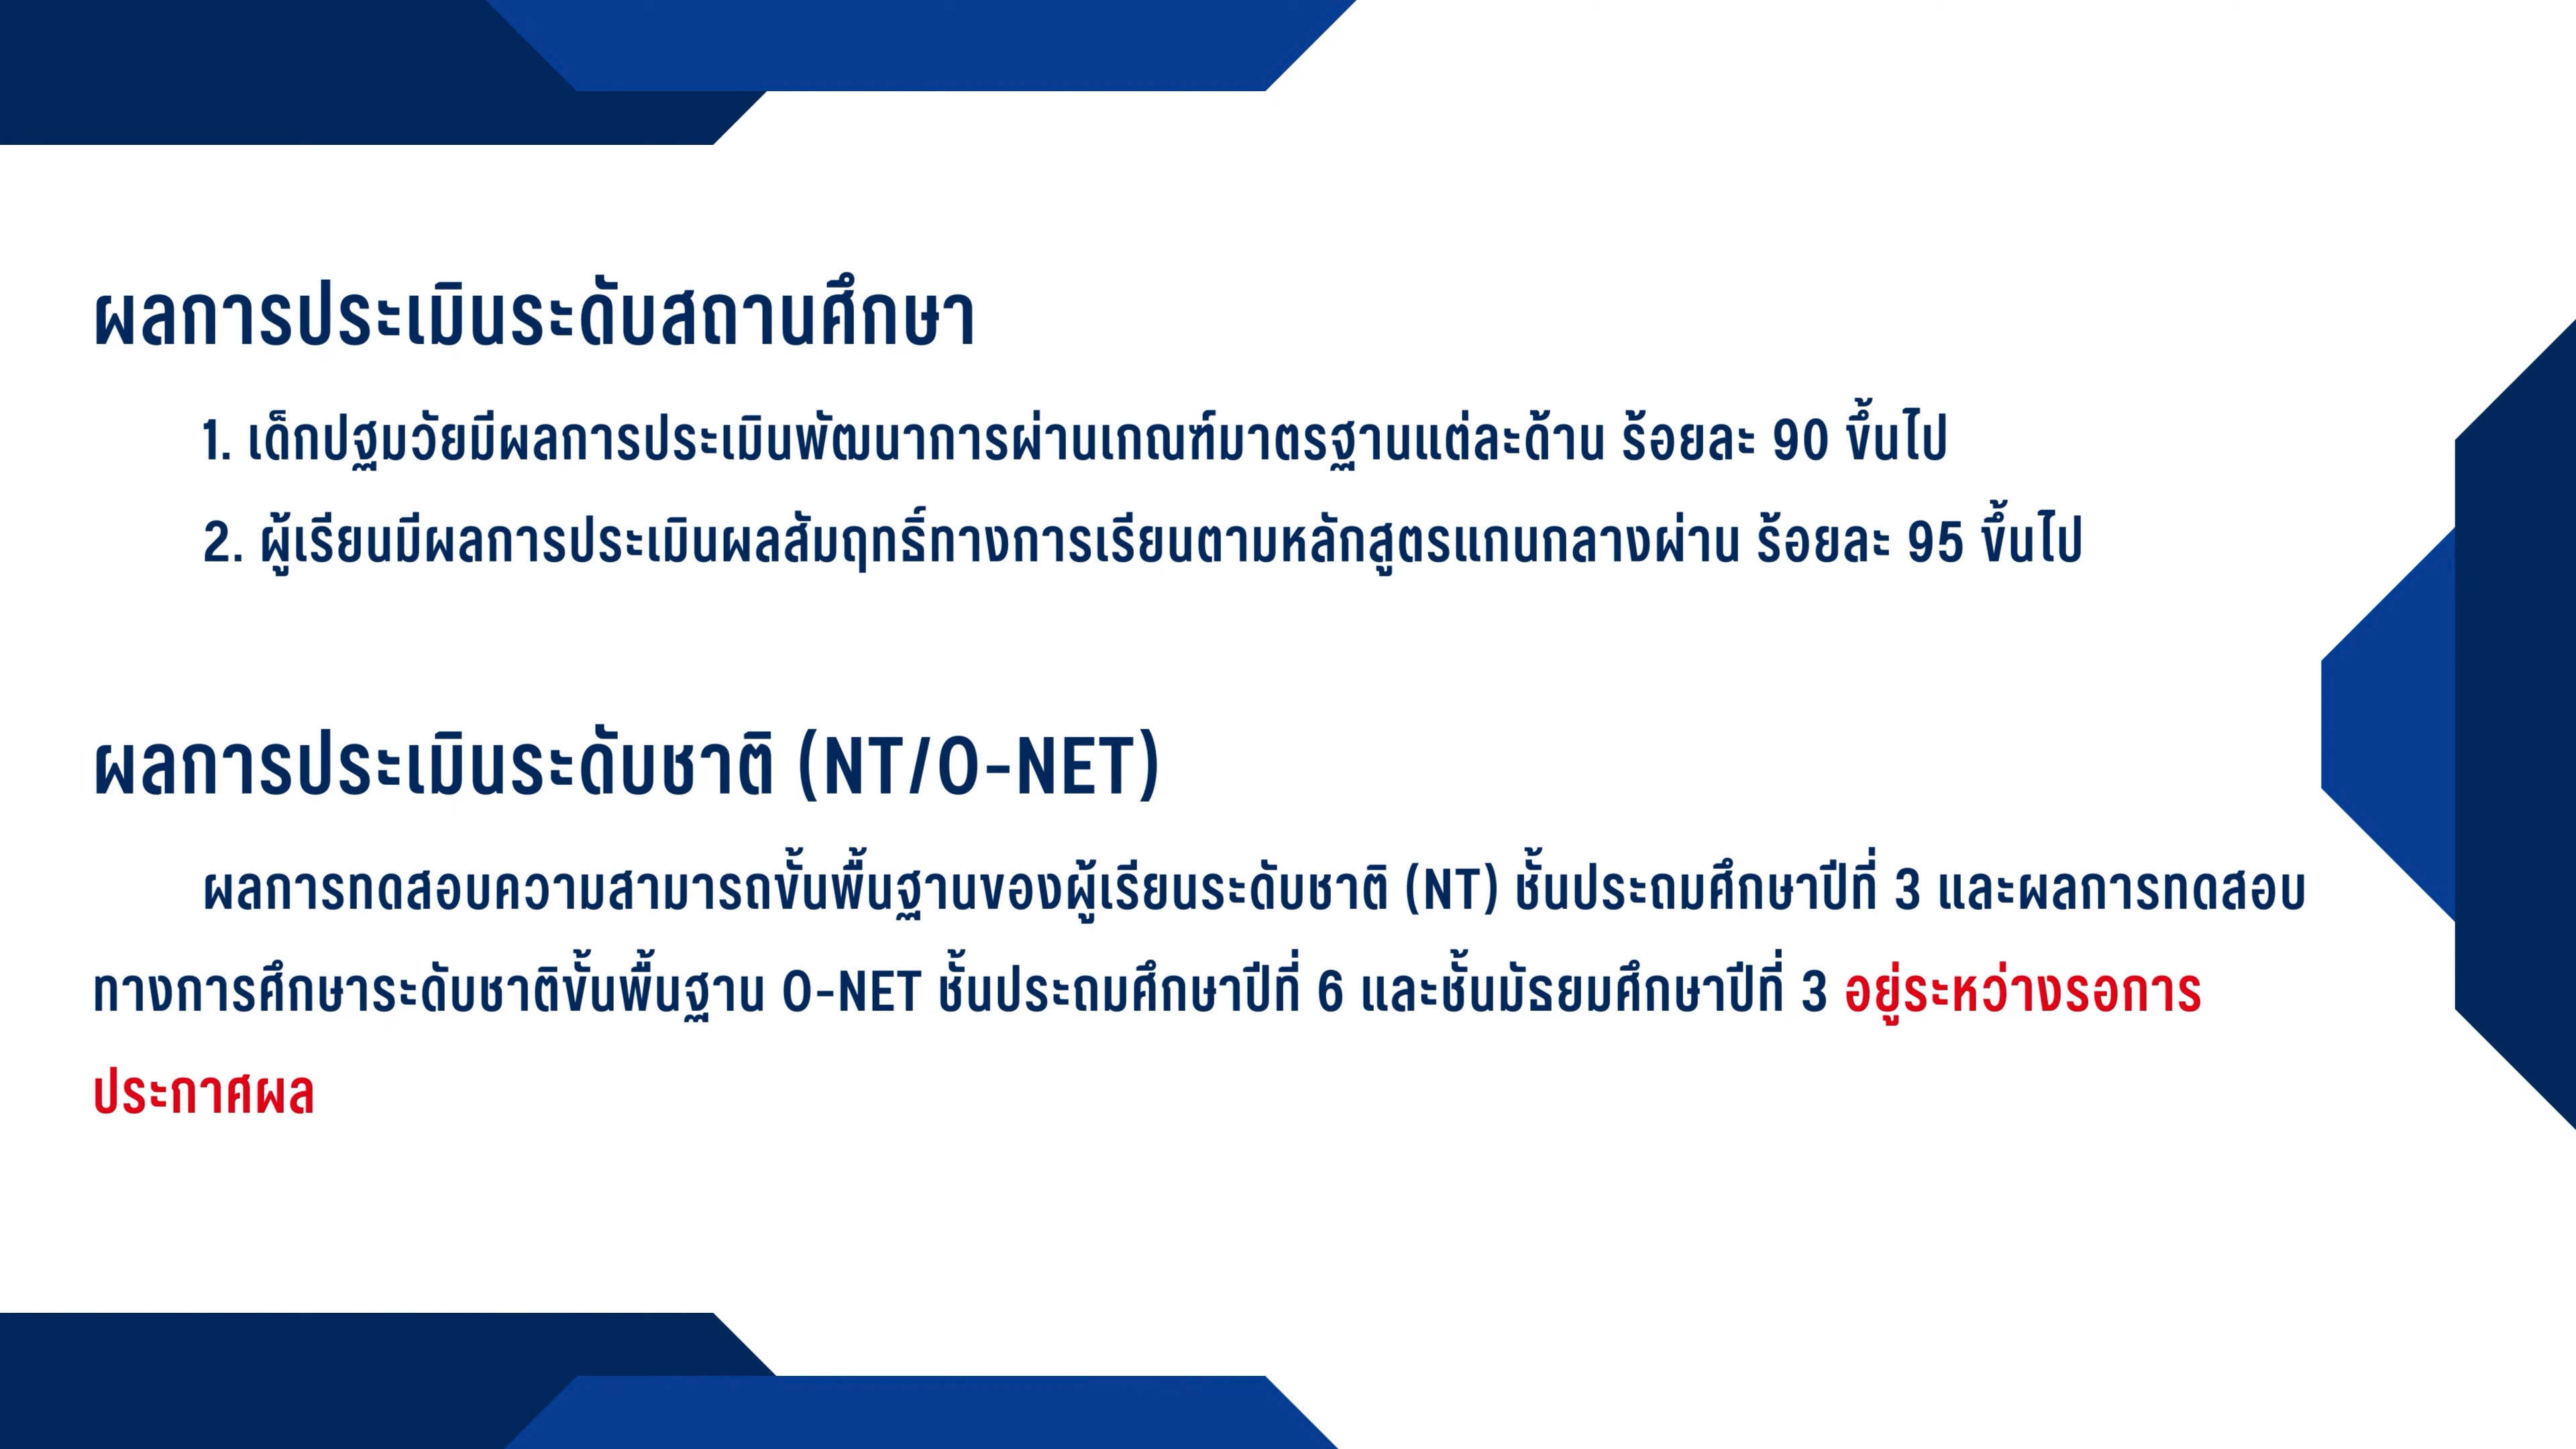 ผลการประเมินระดับสถานศึกษา
1. เด็กปฐมวัยมีผลการประเมินพัฒนาการผ่านเกณฑ์มาตรฐานแต่ละด้าน ร้อยละ 90 ขึ้นไป
2. ผู้เรียนมีผลการประเมินผลสัมฤทธิ์ทางการเรียนตามหลักสูตรแกนกลางผ่าน ร้อยละ 95 ขึ้นไป
ผลการประเมินระดับชาติ (NT/O-NET)
ผลการทดสอบความสามารถขั้นพื้นฐานของผู้เรียนระดับชาติ (NT) ชั้นประถมศึกษาปีที่ 3 และผลการทดสอบ
ทางการศึกษาระดับชาติขั้นพื้นฐาน O-NET ชั้นประถมศึกษาปีที่ 6 และชั้นมัธยมศึกษาปีที่ 3 อยู่ระหว่างรอการ
ประกาศผล